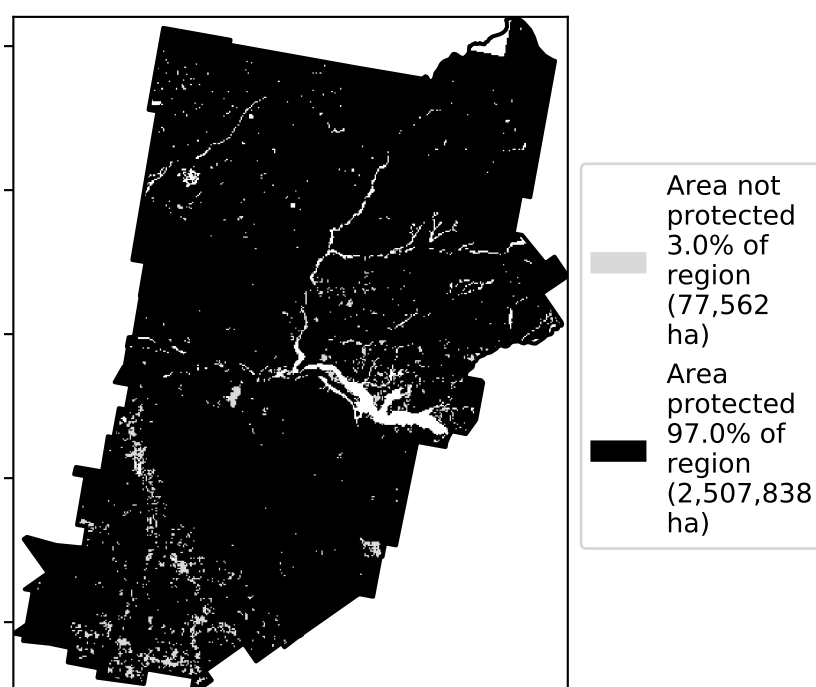 Area not
protected
3.0% of
region
(77,562
ha)
Area
protected
97.0% of
region
(2,507,838
ha)